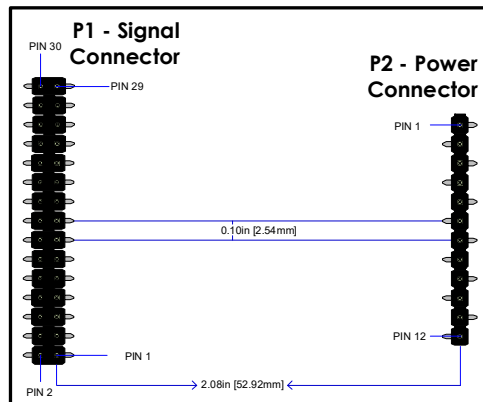 P1 - Signal
Connector
PIN 30
PIN 29
P2 - Power
Connector
PIN 1
0.10in [2.54mm]
PIN 12
PIN 1
2.08in [52.92mm]
PIN 2